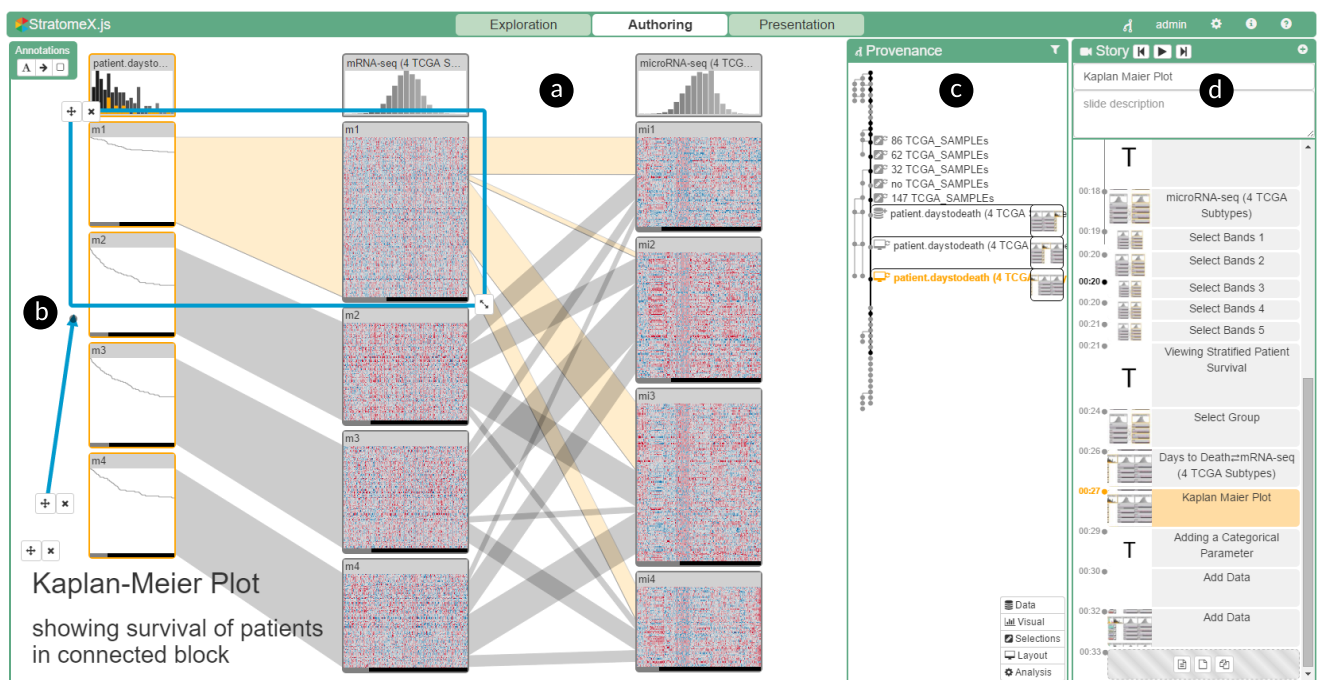 StratomeX.js
Exploration
Authoring
Presentation
admin
Annotations
A
patient.daysto...
m1
m2
m3
m4
mRNA-seq (4 TCGA S...
m1
m2
m3
m4
microRNA-seq (4 TCG...
mi1
mi2
mi3
mi4
a
b
Kaplan-Meier Plot
showing survival of patients
in connected block
Provenance
c
86 TCGA_SAMPLEs
62 TCGA_SAMPLEs
32 TCGA_SAMPLEs
no TCGA_SAMPLEs
147 TCGA_SAMPLEs
patient.daystodeath (4 TCGA
patient.daystodeath (4 TCGA
patient.daystodeath (4 TCGA
Data
Visual
Selections
Layout
Analysis
Story
Kaplan Maier Plot
slide description
d
T
00:18
microRNA-seq (4 TCGA
Subtypes)
00:19
Select Bands 1
00:20
Select Bands 2
00:20
Select Bands 3
00:20
Select Bands 4
00:21
Select Bands 5
00:21
Viewing Stratified Patient
Survival
T
00:24
Select Group
00:26
Days to Death⇌mRNA-seq
(4 TCGA Subtypes)
00:27
Kaplan Maier Plot
00:29
Adding a Categorical
Parameter
T
00:30
Add Data
00:32
Add Data
00:33